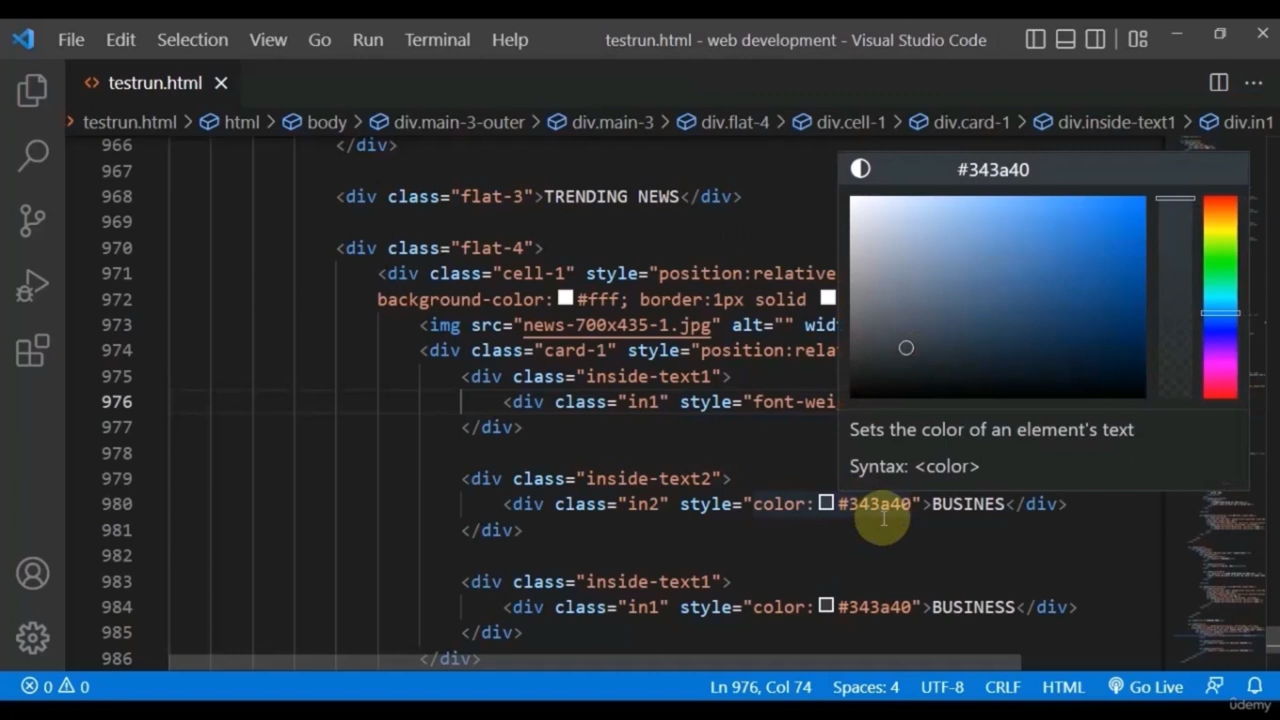 File Edit Selection View Go Run Terminal Help testrun.html - web development - Visual Studio Code
testrun.html
testrun.html > html > body > div.main-3-outer > div.main-3 > div.flat-4 > div.cell-1 > div.card-1 > div.inside-text1 > div.in1
966 </div>
967
968 <div class="flat-3">TRENDING NEWS</div>
969
970 <div class="flat-4">
971 <div class="cell-1" style="position:relative
972 background-color:#fff; border:1px solid
973 <img src="news-700x435-1.jpg" alt="" wid
974 <div class="card-1" style="position:rela
975 <div class="inside-text1">
976 <div class="in1" style="font-wei
977 </div>
978
979 <div class="inside-text2">
980 <div class="in2" style="color:#343a40">BUSINES</div>
981 </div>
982
983 <div class="inside-text1">
984 <div class="in1" style="color:#343a40">BUSINESS</div>
985 </div>
986 </div>
#343a40
Sets the color of an element's text
Syntax: <color>
0 0 Ln 976, Col 74 Spaces: 4 UTF-8 CRLF HTML Go Live
ûdemy